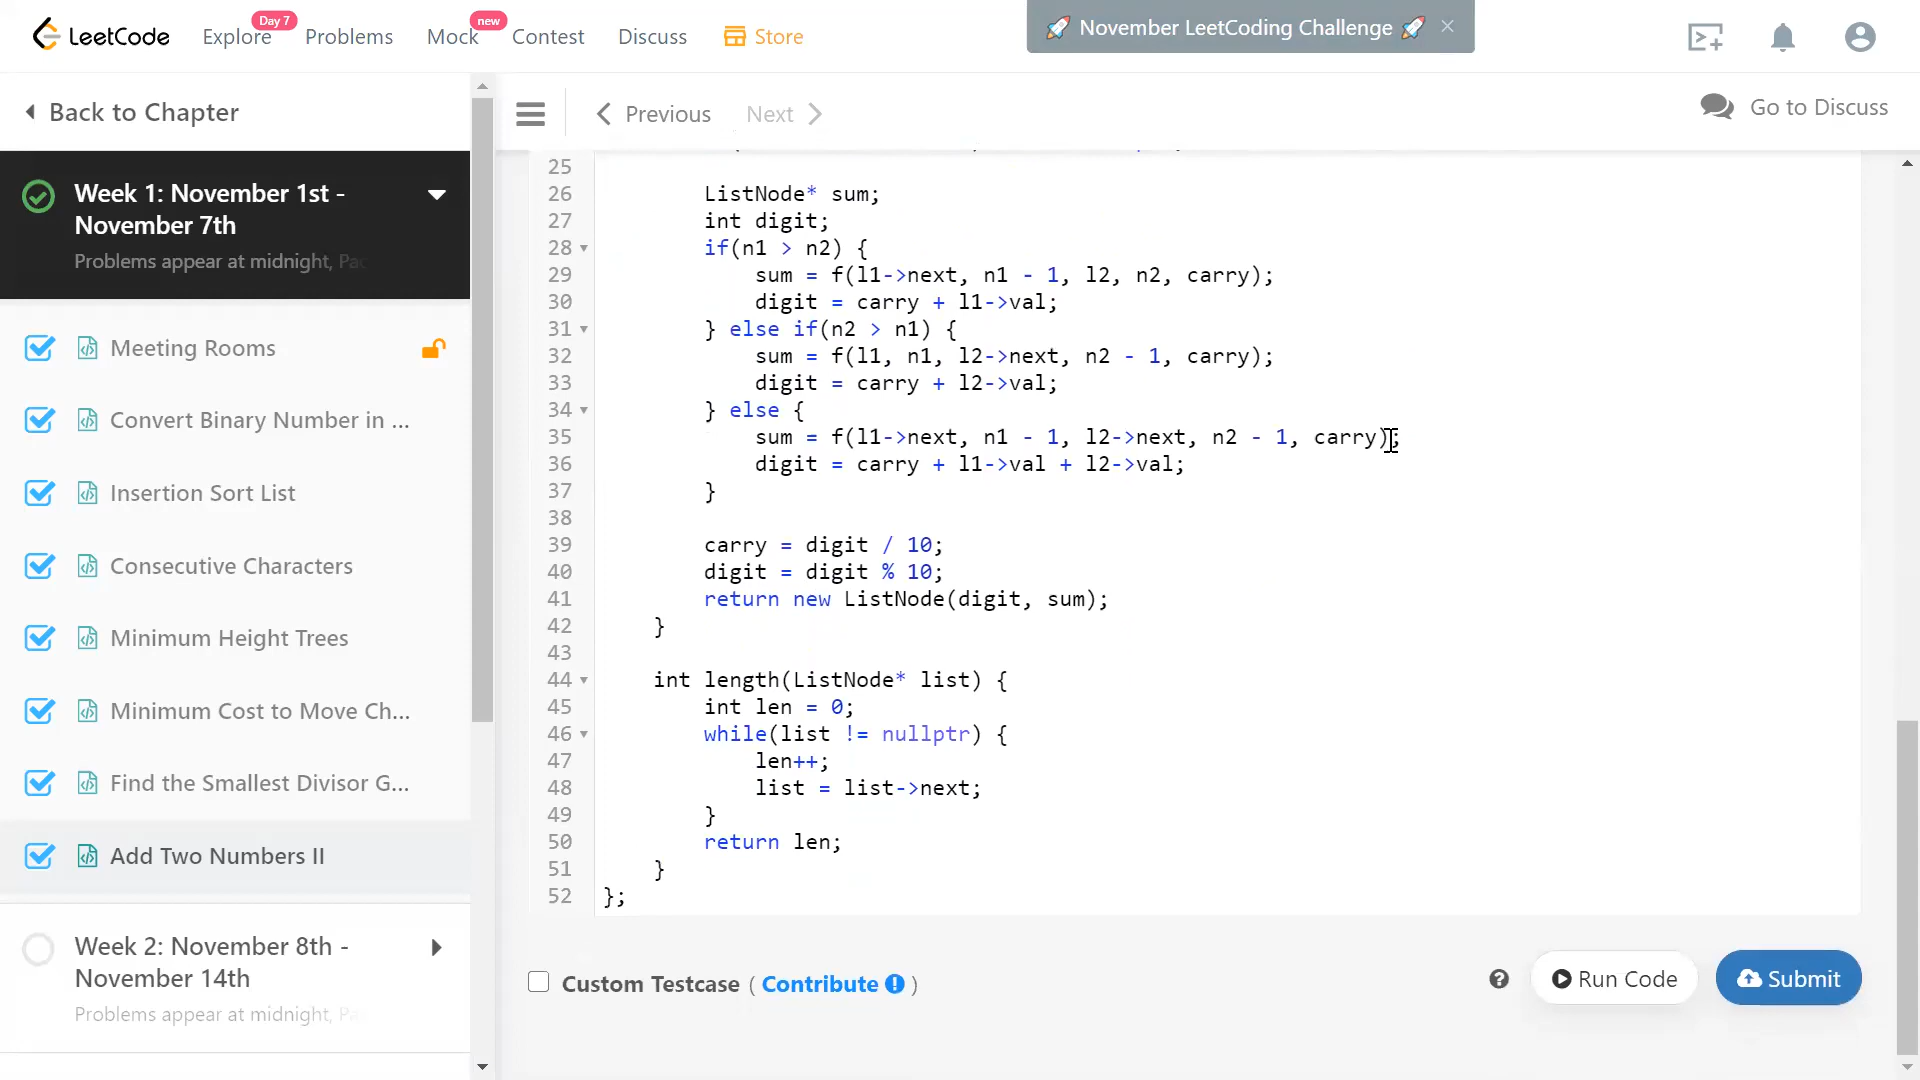 LeetCode
Explore
Day 7
Problems
Mock
new
Contest
Discuss
Store
🚀 November LeetCoding Challenge 🚀 ×
Back to Chapter
Previous
Next
Go to Discuss
Week 1: November 1st -
November 7th
Problems appear at midnight, Pac
Meeting Rooms
Convert Binary Number in ...
Insertion Sort List
Consecutive Characters
Minimum Height Trees
Minimum Cost to Move Ch...
Find the Smallest Divisor G...
Add Two Numbers II
Week 2: November 8th -
November 14th
Problems appear at midnight, Pa
25
26 ListNode* sum;
27 int digit;
28 if(n1 > n2) {
29 sum = f(l1->next, n1 - 1, l2, n2, carry);
30 digit = carry + l1->val;
31 } else if(n2 > n1) {
32 sum = f(l1, n1, l2->next, n2 - 1, carry);
33 digit = carry + l2->val;
34 } else {
35 sum = f(l1->next, n1 - 1, l2->next, n2 - 1, carry);
36 digit = carry + l1->val + l2->val;
37 }
38
39 carry = digit / 10;
40 digit = digit % 10;
41 return new ListNode(digit, sum);
42 }
43
44 int length(ListNode* list) {
45 int len = 0;
46 while(list != nullptr) {
47 len++;
48 list = list->next;
49 }
50 return len;
51 }
52 };
Custom Testcase ( Contribute ! )
? Run Code
Submit